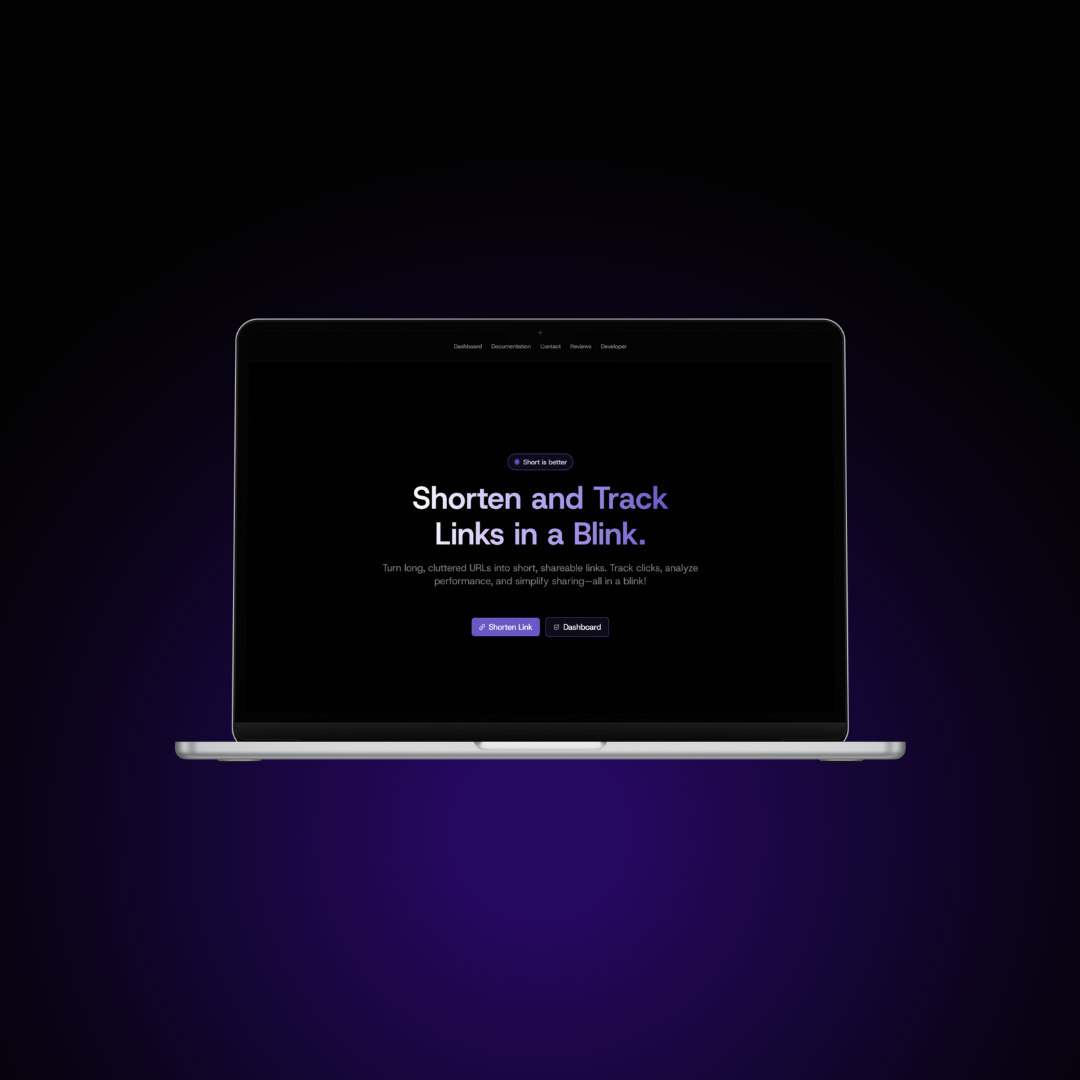 Dashboard Documentation Contact Reviews Developer
Short is better
Shorten and Track
Links in a Blink.
Turn long, cluttered URLs into short, shareable links. Track clicks, analyze
performance, and simplify sharing—all in a blink!
Shorten Link Dashboard